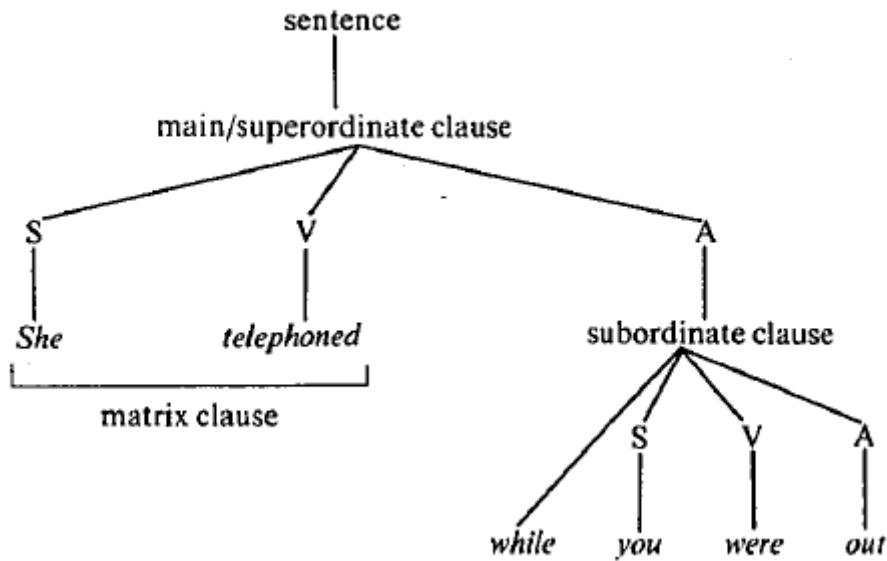 sentence
main/superordinate clause
S V A
She telephoned subordinate clause
matrix clause
S V A
while you were out